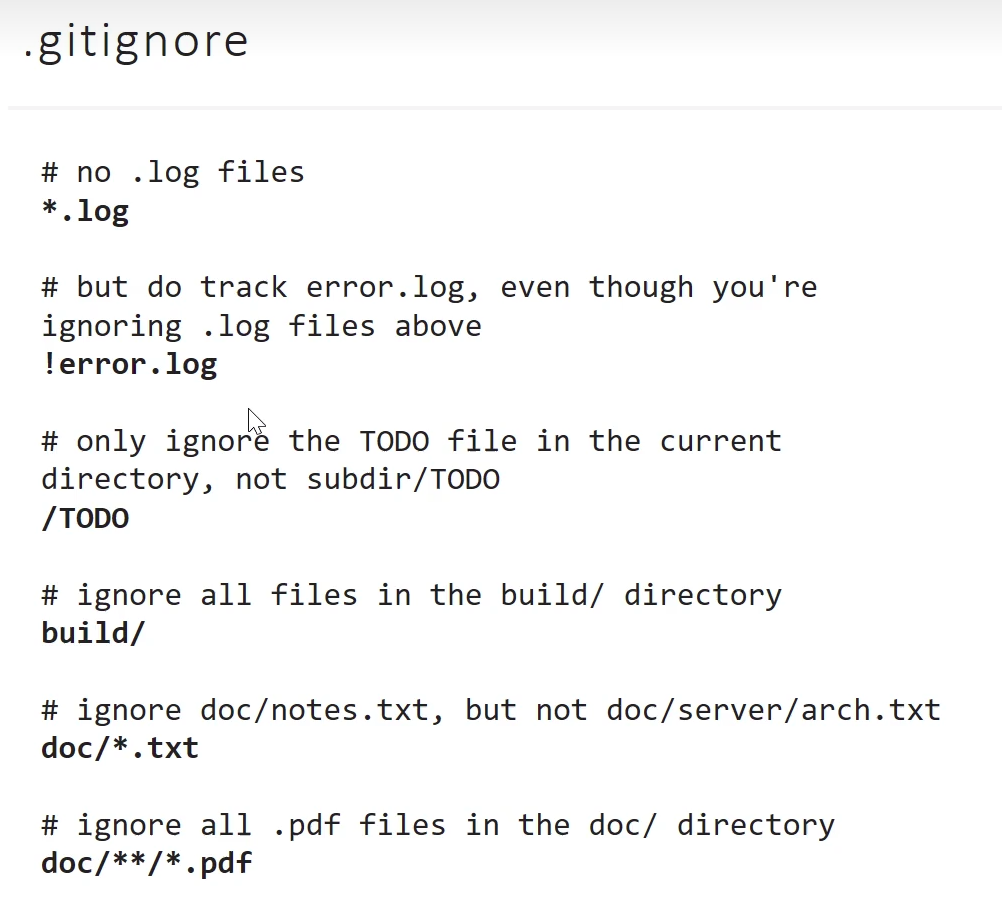 .gitignore
# no .log files
*.log
# but do track error.log, even though you're
ignoring .log files above
!error.log
# only ignore the TODO file in the current
directory, not subdir/TODO
/TODO
# ignore all files in the build/ directory
build/
# ignore doc/notes.txt, but not doc/server/arch.txt
doc/*.txt
# ignore all .pdf files in the doc/ directory
doc/**/*.pdf